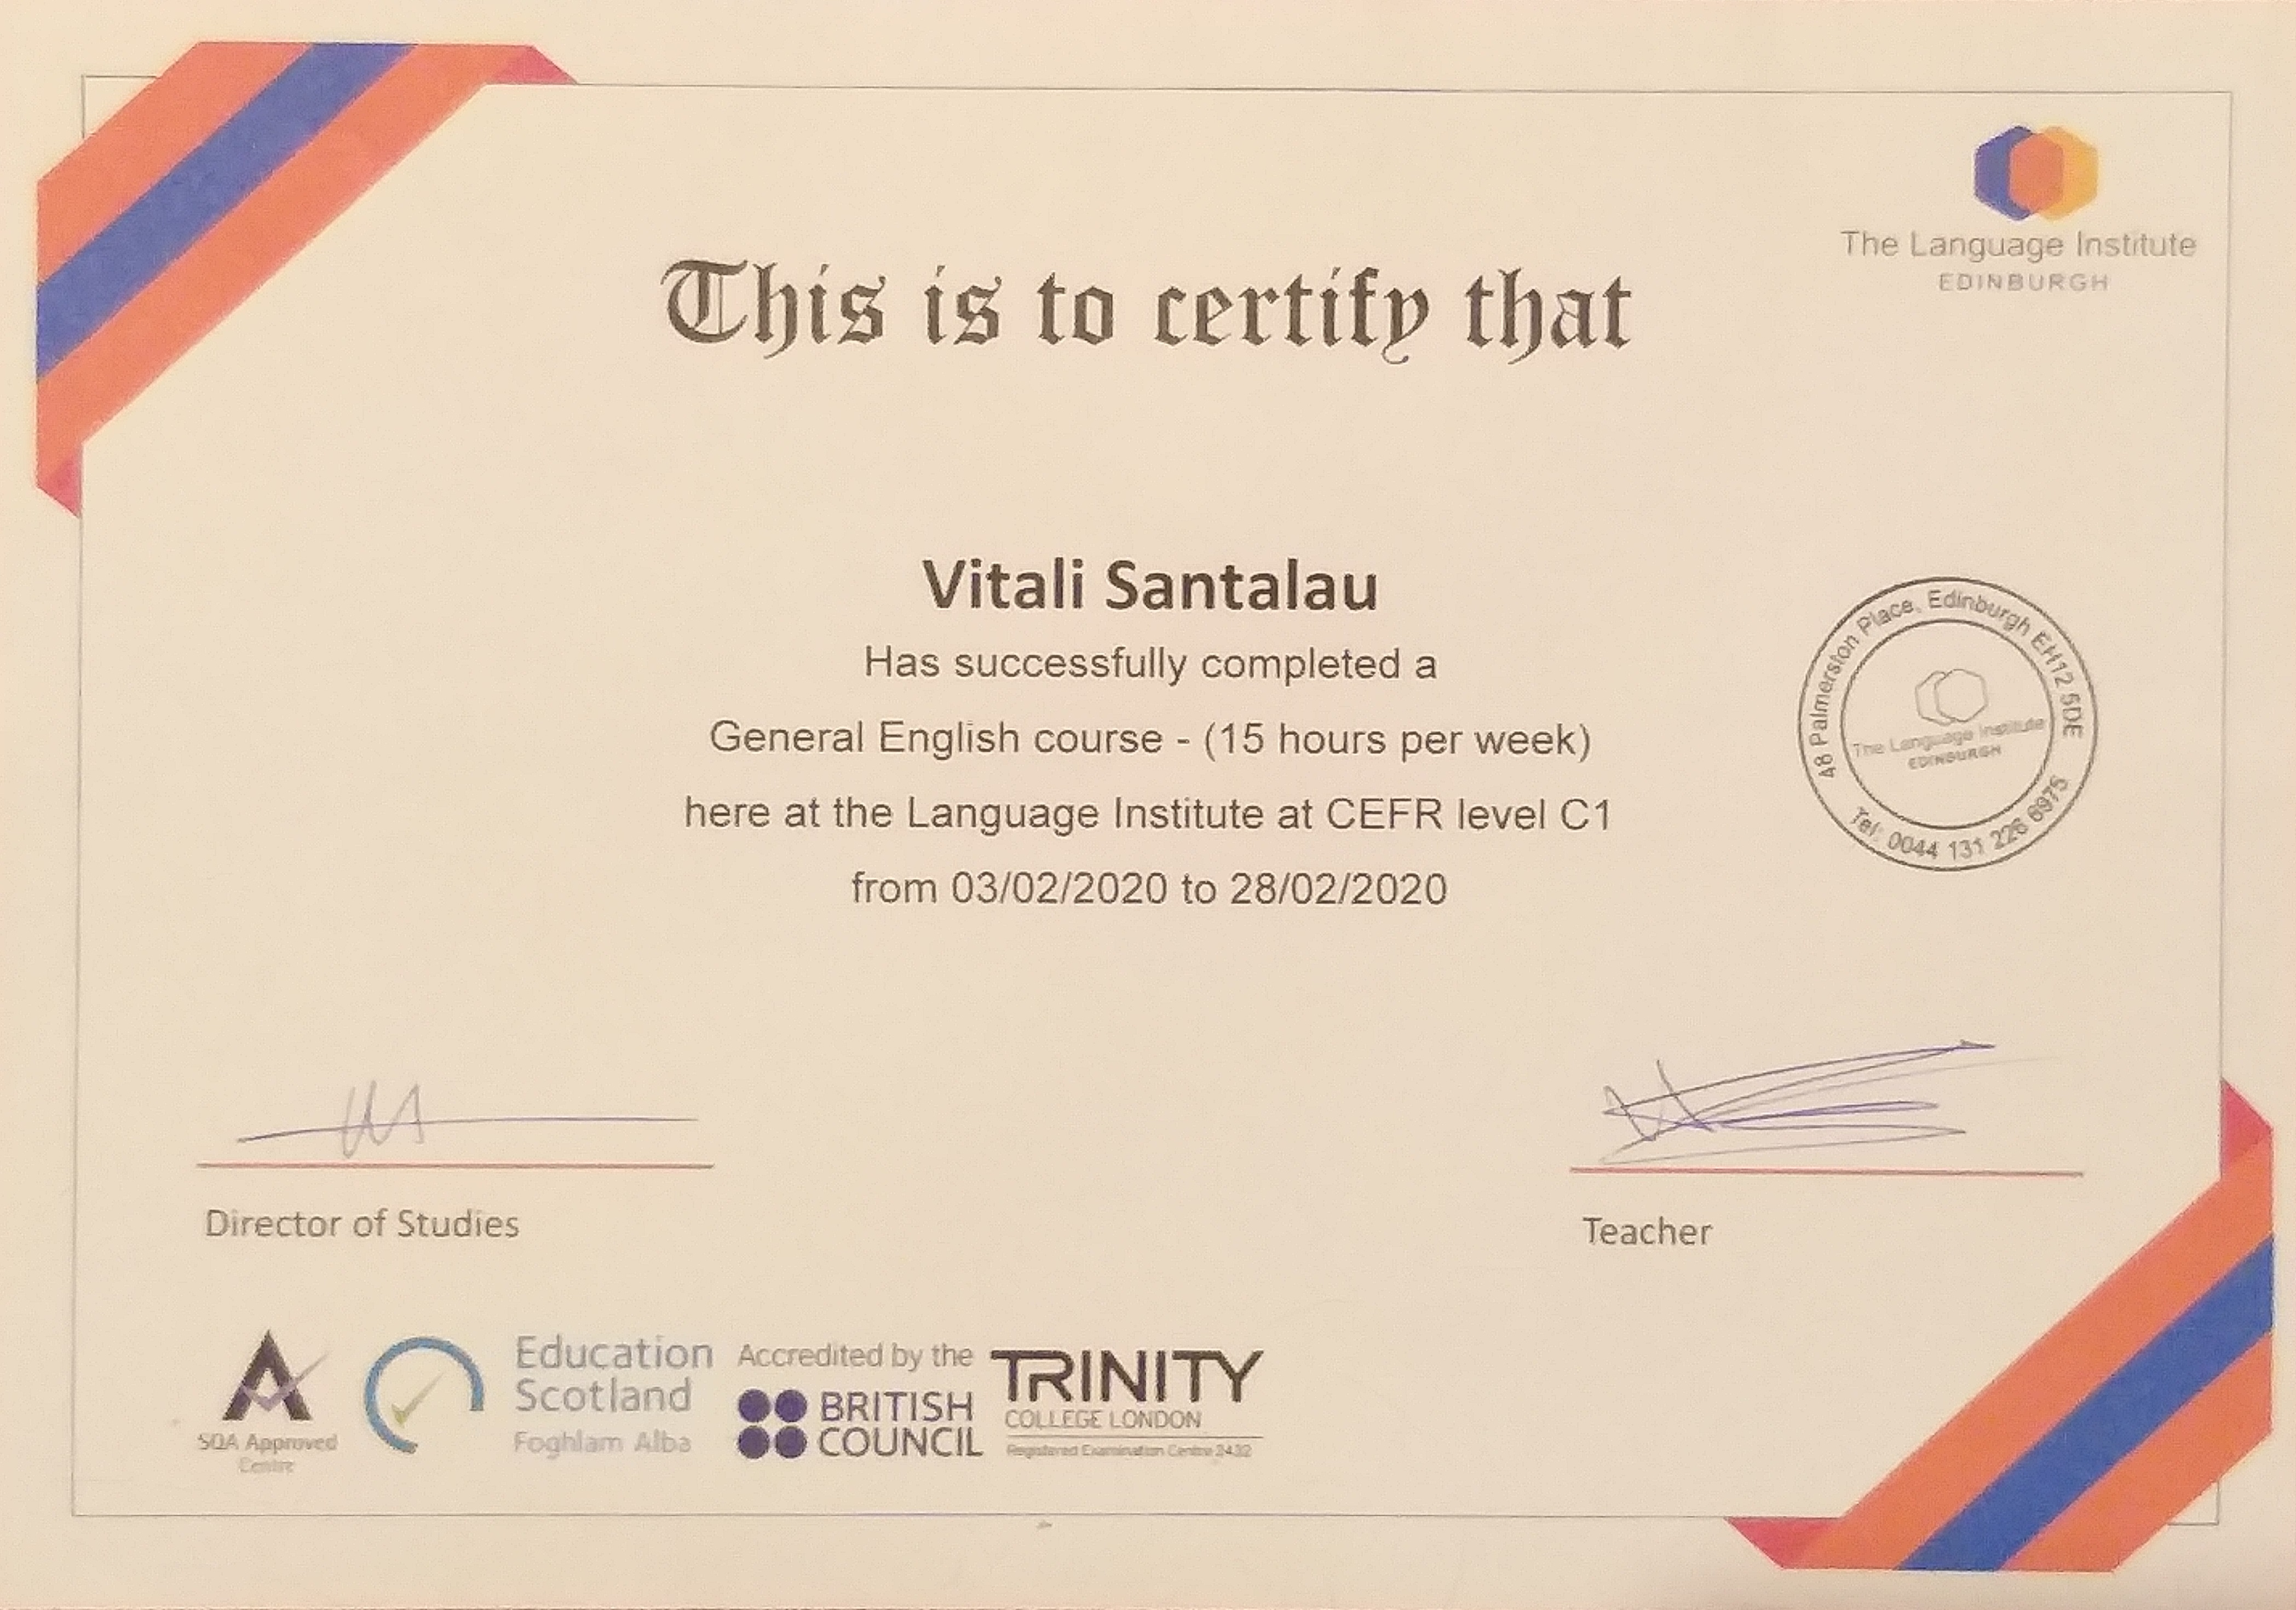 The Language Institute
EDINBURGH
This is to certify that
Vitali Santalau
Has successfully completed a
General English course - (15 hours per week)
here at the Language Institute at CEFR level C1
from 03/02/2020 to 28/02/2020
48 Palmerston Place, Edinburgh EH12 5DE
The Language Institute
EDINBURGH
Tel: 0044 131 226 6975
Director of Studies
Teacher
SQA Approved
Centre
Education
Scotland
Foghlam Alba
Accredited by the
BRITISH
COUNCIL
TRINITY
COLLEGE LONDON
Registered Examination Centre 2432